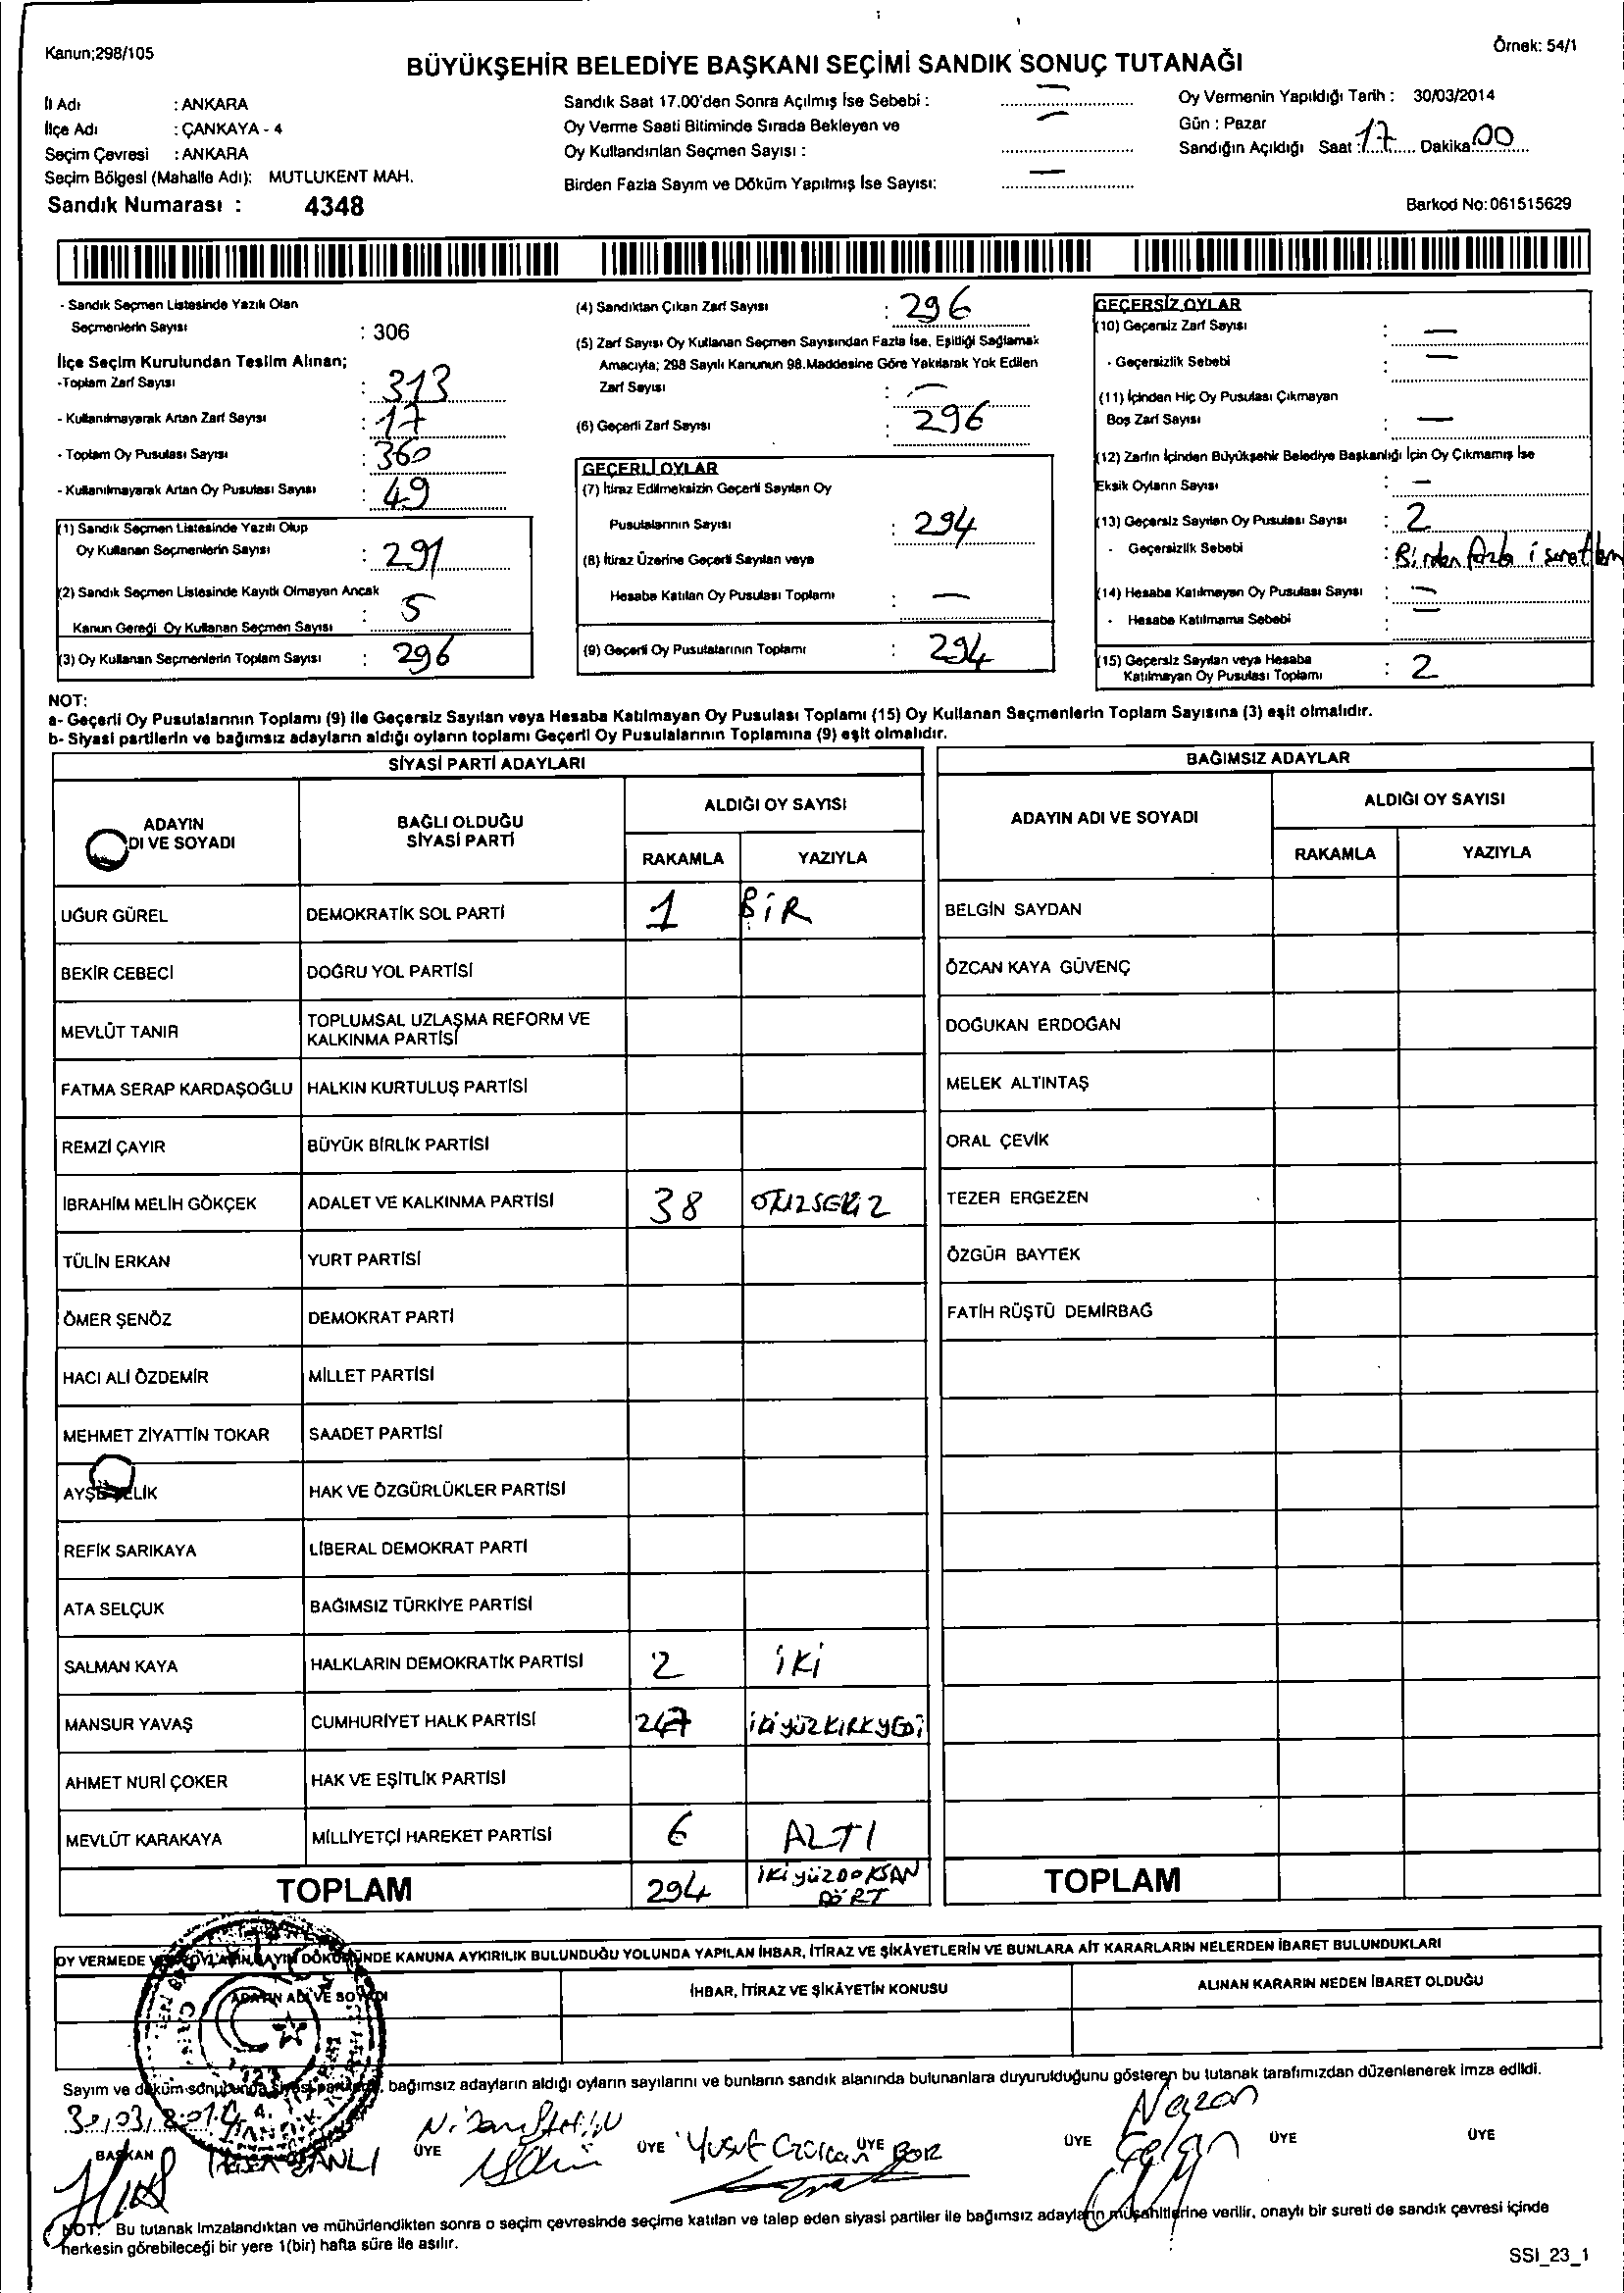 Kanun;298/105
Örnek: 54/1
BÜYÜKŞEHİR BELEDİYE BAŞKANI SEÇİMİ SANDIK SONUÇ TUTANAĞI
İl Adı : ANKARA
İlçe Adı : ÇANKAYA - 4
Seçim Çevresi : ANKARA
Seçim Bölgesi (Mahalle Adı): MUTLUKENT MAH.
Sandık Numarası : 4348
Sandık Saat 17.00'den Sonra Açılmış İse Sebebi : —
Oy Verme Saati Bitiminde Sırada Bekleyen ve
Oy Kullandırılan Seçmen Sayısı : —
Birden Fazla Sayım ve Döküm Yapılmış İse Sayısı: —
Oy Vermenin Yapıldığı Tarih : 30/03/2014
Gün : Pazar
Sandığın Açıldığı Saat : 17 Dakika 00
Barkod No:061515629
- Sandık Seçmen Listesinde Yazılı Olan
Seçmenlerin Sayısı : 306
İlçe Seçim Kurulundan Teslim Alınan;
-Toplam Zarf Sayısı : 313
- Kullanılmayarak Artan Zarf Sayısı : 17
- Toplam Oy Pusulası Sayısı : 360
- Kullanılmayarak Artan Oy Pusulası Sayısı : 49
(1) Sandık Seçmen Listesinde Yazılı Olup
Oy Kullanan Seçmenlerin Sayısı : 291
(2) Sandık Seçmen Listesinde Kayıtlı Olmayan Ancak
Kanun Gereği Oy Kullanan Seçmen Sayısı : 5
(3) Oy Kullanan Seçmenlerin Toplam Sayısı : 296
(4) Sandıktan Çıkan Zarf Sayısı : 296
(5) Zarf Sayısı Oy Kullanan Seçmen Sayısından Fazla İse, Eşitliği Sağlamak
Amacıyla; 298 Sayılı Kanunun 98.Maddesine Göre Yakılarak Yok Edilen
Zarf Sayısı : —
(6) Geçerli Zarf Sayısı : 296
GEÇERLİ OYLAR
(7) İtiraz Edilmeksizin Geçerli Sayılan Oy
Pusulalarının Sayısı : 294
(8) İtiraz Üzerine Geçerli Sayılan veya
Hesaba Katılan Oy Pusulası Toplamı : —
(9) Geçerli Oy Pusulalarının Toplamı : 294
GEÇERSİZ OYLAR
(10) Geçersiz Zarf Sayısı : —
- Geçersizlik Sebebi : —
(11) İçinden Hiç Oy Pusulası Çıkmayan
Boş Zarf Sayısı : —
(12) Zarfın İçinden Büyükşehir Belediye Başkanlığı İçin Oy Çıkmamış İse
Eksik Oyların Sayısı : —
(13) Geçersiz Sayılan Oy Pusulası Sayısı : 2
- Geçersizlik Sebebi : Birden fazla
(14) Hesaba Katılmayan Oy Pusulası Sayısı : —
- Hesaba Katılmama Sebebi : —
(15) Geçersiz Sayılan veya Hesaba
Katılmayan Oy Pusulası Toplamı : 2
NOT:
a- Geçerli Oy Pusulalarının Toplamı (9) ile Geçersiz Sayılan veya Hesaba Katılmayan Oy Pusulası Toplamı (15) Oy Kullanan Seçmenlerin Toplam Sayısına (3) eşit olmalıdır.
b- Siyasi partilerin ve bağımsız adayların aldığı oyların toplamı Geçerli Oy Pusulalarının Toplamına (9) eşit olmalıdır.
SİYASİ PARTİ ADAYLARI
ADAYIN
DI VE SOYADI
BAĞLI OLDUĞU
SİYASİ PARTİ
ALDIĞI OY SAYISI
RAKAMLA YAZIYLA
UĞUR GÜREL DEMOKRATİK SOL PARTİ 1 BİR
BEKİR CEBECİ DOĞRU YOL PARTİSİ
MEVLÜT TANIR TOPLUMSAL UZLAŞMA REFORM VE
KALKINMA PARTİSİ
FATMA SERAP KARDAŞOĞLU HALKIN KURTULUŞ PARTİSİ
REMZİ ÇAYIR BÜYÜK BİRLİK PARTİSİ
İBRAHİM MELİH GÖKÇEK ADALET VE KALKINMA PARTİSİ 38 OTUZSEKİZ
TÜLİN ERKAN YURT PARTİSİ
ÖMER ŞENÖZ DEMOKRAT PARTİ
HACI ALİ ÖZDEMİR MİLLET PARTİSİ
MEHMET ZİYATTİN TOKAR SAADET PARTİSİ
AYŞE ÇELİK HAK VE ÖZGÜRLÜKLER PARTİSİ
REFİK SARIKAYA LİBERAL DEMOKRAT PARTİ
ATA SELÇUK BAĞIMSIZ TÜRKİYE PARTİSİ
SALMAN KAYA HALKLARIN DEMOKRATİK PARTİSİ 2 İKİ
MANSUR YAVAŞ CUMHURİYET HALK PARTİSİ 247 İKİYÜZKIRKYEDİ
AHMET NURİ ÇOKER HAK VE EŞİTLİK PARTİSİ
MEVLÜT KARAKAYA MİLLİYETÇİ HAREKET PARTİSİ 6 ALTI
TOPLAM 294 İKİYÜZDOKSAN
DÖRT
BAĞIMSIZ ADAYLAR
ADAYIN ADI VE SOYADI
ALDIĞI OY SAYISI
RAKAMLA YAZIYLA
BELGİN SAYDAN
ÖZCAN KAYA GÜVENÇ
DOĞUKAN ERDOĞAN
MELEK ALTINTAŞ
ORAL ÇEVİK
TEZER ERGEZEN
ÖZGÜR BAYTEK
FATİH RÜŞTÜ DEMİRBAĞ
TOPLAM
OY VERMEDE VE OYLARIN SAYIM DÖKÜMÜNDE KANUNA AYKIRILIK BULUNDUĞU YOLUNDA YAPILAN İHBAR, İTİRAZ VE ŞİKÂYETLERİN VE BUNLARA AİT KARARLARIN NELERDEN İBARET BULUNDUKLARI
ADAYIN ADI VE SOYADI
İHBAR, İTİRAZ VE ŞİKÂYETİN KONUSU
ALINAN KARARIN NEDEN İBARET OLDUĞU
Sayım ve döküm sonucunda siyasi partilerin, bağımsız adayların aldığı oyların sayılarını ve bunların sandık alanında bulunanlara duyurulduğunu gösteren bu tutanak tarafımızdan düzenlenerek imza edildi.
30,03,2014
BAŞKAN ÜYE ÜYE Yusuf ÜYE ÜYE ÜYE ÜYE
NOT: Bu tutanak imzalandıktan ve mühürlendikten sonra o seçim çevresinde seçime katılan ve talep eden siyasi partiler ile bağımsız adayların müşahitlerine verilir, onaylı bir sureti de sandık çevresi içinde
herkesin görebileceği bir yere 1(bir) hafta süre ile asılır.
SSI_23_1